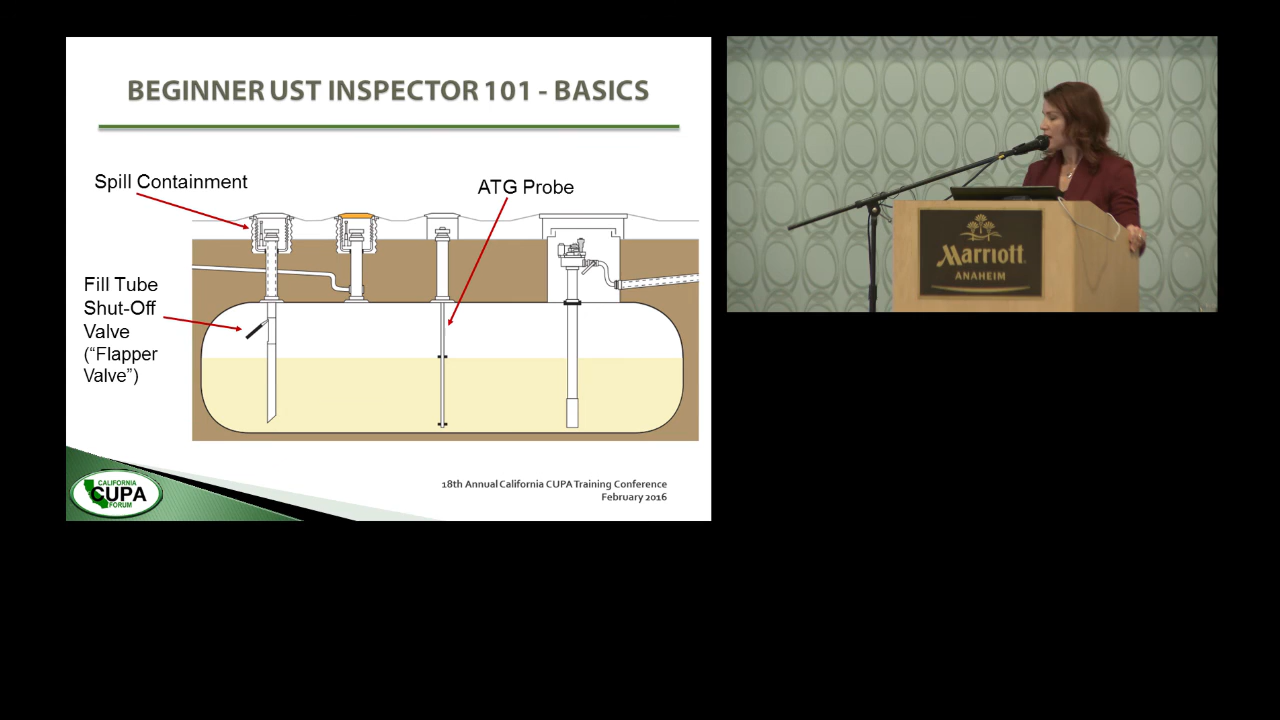 BEGINNER UST INSPECTOR 101 - BASICS
Spill Containment
ATG Probe
Fill Tube
Shut-Off
Valve
(“Flapper
Valve”)
18th Annual California CUPA Training Conference
February 2016
CALIFORNIA
CUPA
FORUM
Marriott
ANAHEIM